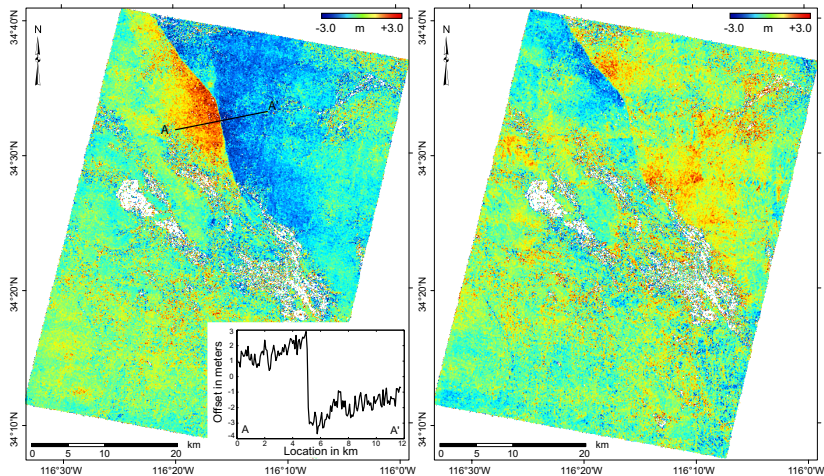 -3.0 m +3.0
-3.0 m +3.0
34°40'N
34°30'N
34°20'N
34°10'N
34°40'N
34°30'N
34°20'N
34°10'N
N
N
A
A'
3
2
1
0
-1
-2
-3
-4
Offset in meters
A
A'
0 2 4 6 8 10 12
Location in km
km
0 5 10 20
km
0 5 10 20
116°30'W 116°20'W 116°10'W 116°0'W
116°30'W 116°20'W 116°10'W 116°0'W